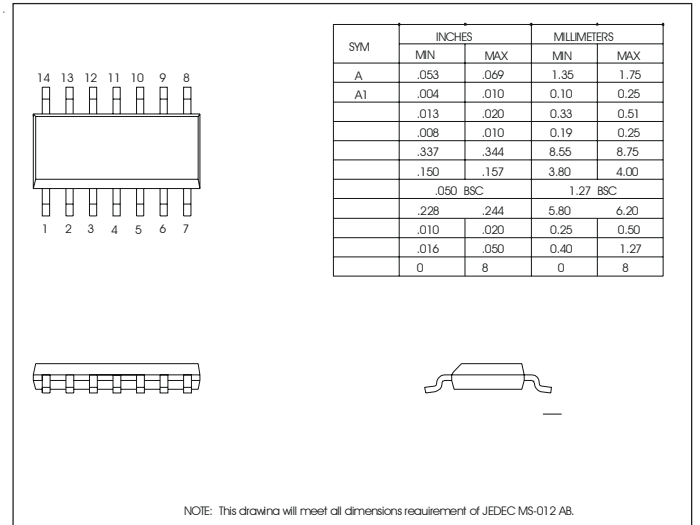 14 13 12 11 10 9 8
1 2 3 4 5 6 7
SYM INCHES MILLIMETERS
MIN MAX MIN MAX
A .053 .069 1.35 1.75
A1 .004 .010 0.10 0.25
.013 .020 0.33 0.51
.008 .010 0.19 0.25
.337 .344 8.55 8.75
.150 .157 3.80 4.00
.050 BSC 1.27 BSC
.228 .244 5.80 6.20
.010 .020 0.25 0.50
.016 .050 0.40 1.27
0 8 0 8
NOTE: This drawing will meet all dimensions requirement of JEDEC MS-012 AB.